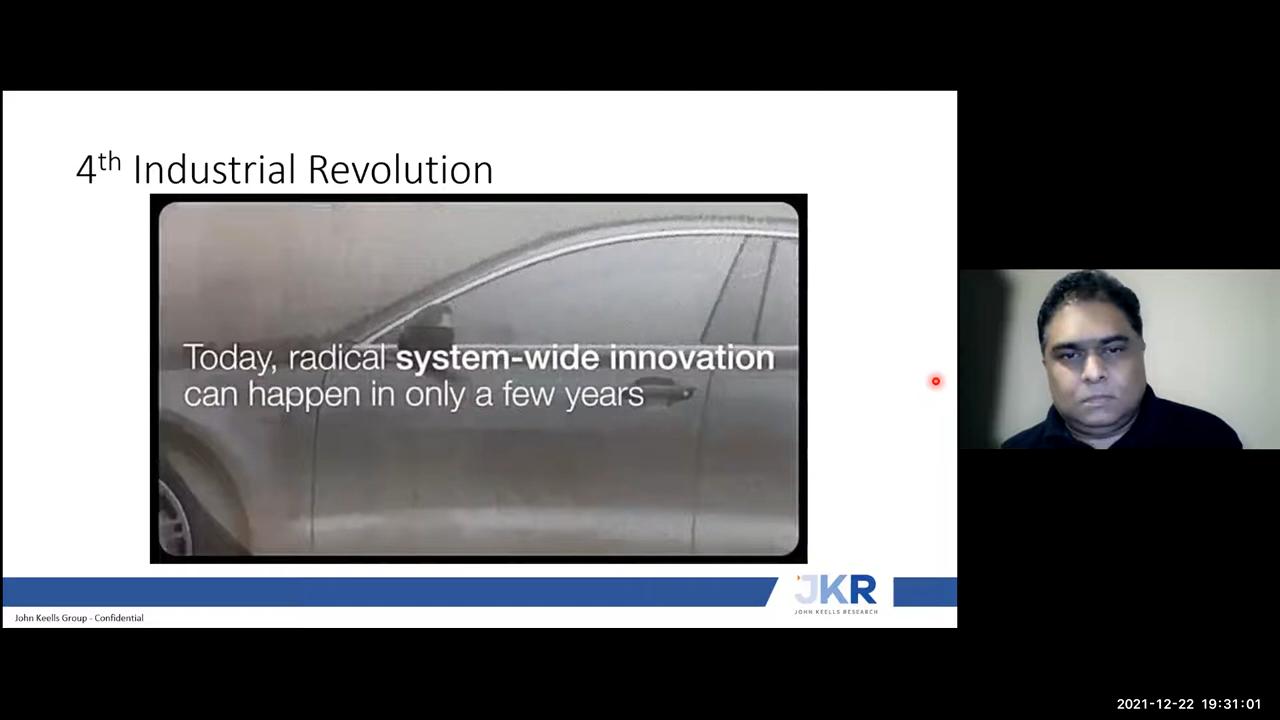 4th Industrial Revolution
Today, radical system-wide innovation
can happen in only a few years
JKR
JOHN KEELLS RESEARCH
John Keells Group - Confidential
2021-12-22 19:31:01